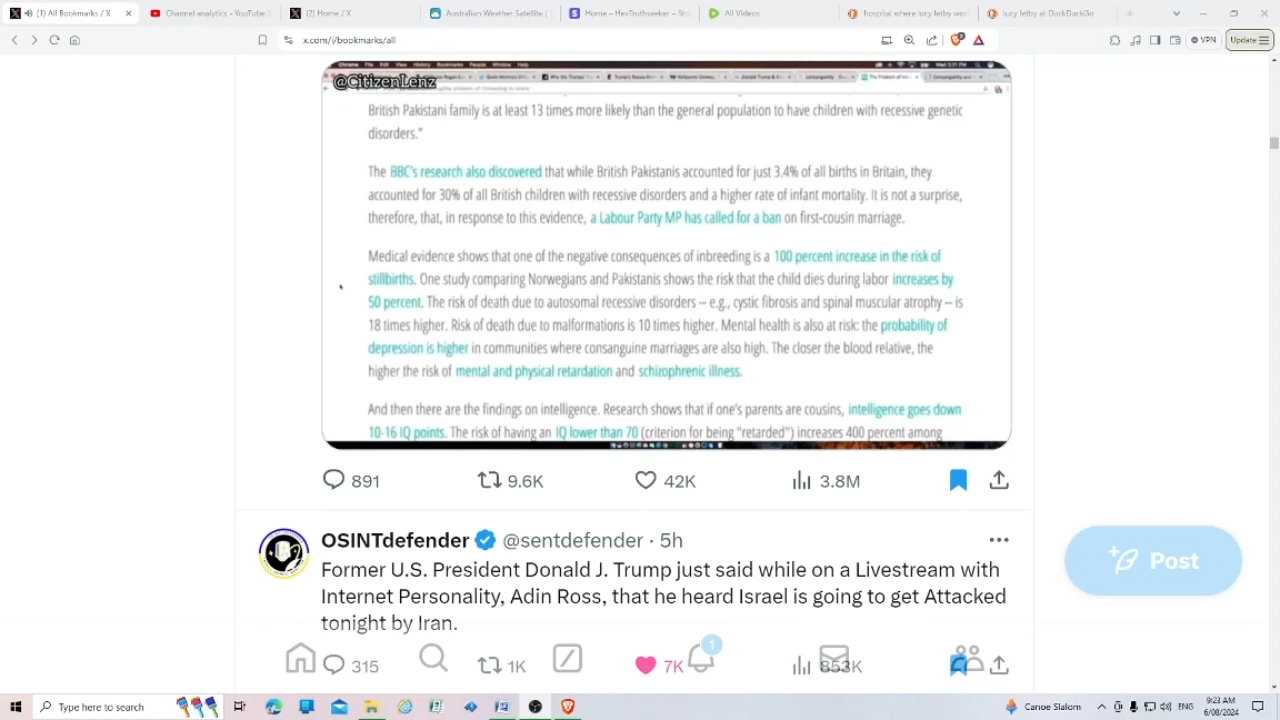 (1) All Bookmarks / X
Channel analytics - YouTube S
(2) Home / X
Australian Weather Satellite |
Home – HevTruthseeker – Str
All Videos
hospital where lucy letby wor
lucy letby at DuckDuckGo
x.com/i/bookmarks/all
VPN
Update
@CitizenLenz
British Pakistani family is at least 13 times more likely than the general population to have children with recessive genetic
disorders."
The BBC's research also discovered that while British Pakistanis accounted for just 3.4% of all births in Britain, they
accounted for 30% of all British children with recessive disorders and a higher rate of infant mortality. It is not a surprise,
therefore, that, in response to this evidence, a Labour Party MP has called for a ban on first-cousin marriage.
Medical evidence shows that one of the negative consequences of inbreeding is a 100 percent increase in the risk of
stillbirths. One study comparing Norwegians and Pakistanis shows the risk that the child dies during labor increases by
50 percent. The risk of death due to autosomal recessive disorders – e.g., cystic fibrosis and spinal muscular atrophy – is
18 times higher. Risk of death due to malformations is 10 times higher. Mental health is also at risk: the probability of
depression is higher in communities where consanguine marriages are also high. The closer the blood relative, the
higher the risk of mental and physical retardation and schizophrenic illness.
And then there are the findings on intelligence. Research shows that if one's parents are cousins, intelligence goes down
10-16 IQ points. The risk of having an IQ lower than 70 (criterion for being "retarded") increases 400 percent among
891
9.6K
42K
3.8M
OSINTdefender @sentdefender · 5h
Former U.S. President Donald J. Trump just said while on a Livestream with
Internet Personality, Adin Ross, that he heard Israel is going to get Attacked
tonight by Iran.
Post
1
315
1K
7K
853K
Type here to search
Canoe Slalom
ENG
9:23 AM
6/08/2024